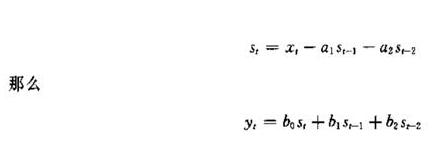 s_t = x_t − a_1 s_{t−1} − a_2 s_{t−2}
那么
y_t = b_0 s_t + b_1 s_{t−1} + b_2 s_{t−2}